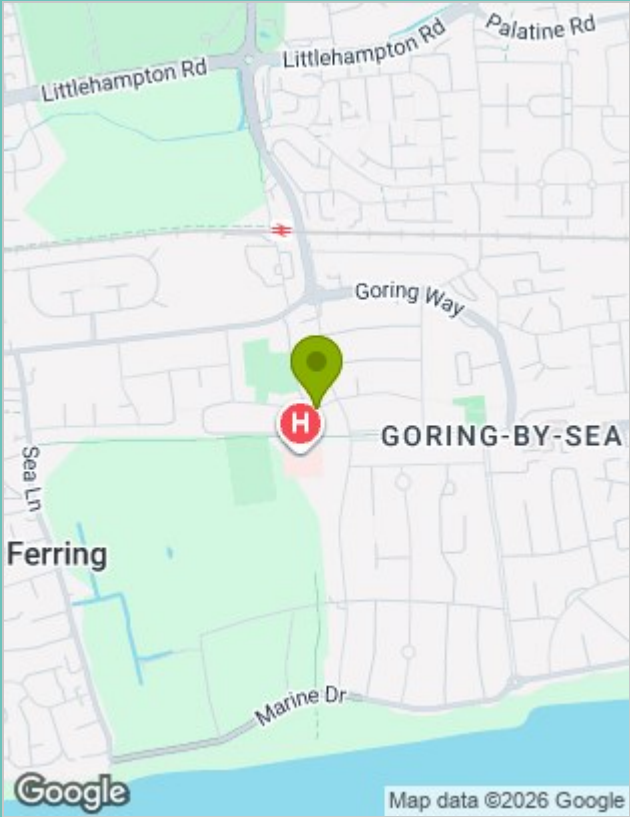 Littlehampton Rd
Littlehampton Rd
Palatine Rd
Goring Way
H
GORING-BY-SEA
Sea Ln
Ferring
Marine Dr
Google
Map data ©2026 Google